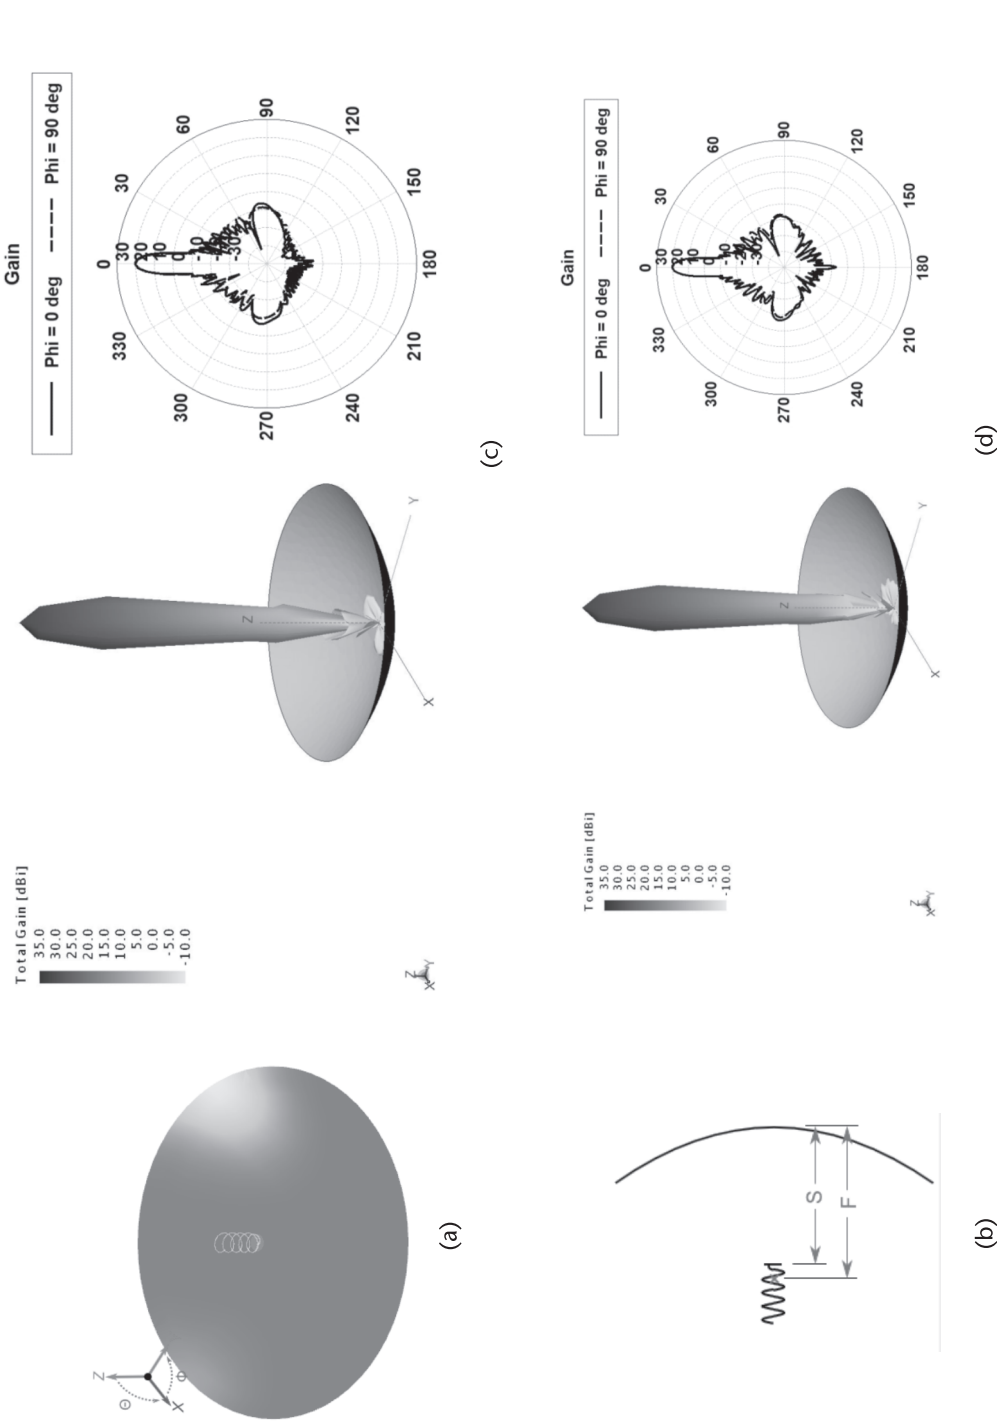 Z
Θ
Φ
X
(a)
Total Gain [dBi]
35.0
30.0
25.0
20.0
15.0
10.0
5.0
0.0
-5.0
-10.0
Z
X Y
Z
X
Y
Gain
Phi = 0 deg Phi = 90 deg
0
30
60
90
120
150
180
210
240
270
300
330
30
20
10
0
-10
-20
-30
(c)
S
F
(b)
Total Gain [dBi]
35.0
30.0
25.0
20.0
15.0
10.0
5.0
0.0
-5.0
-10.0
Z
X Y
Z
X
Y
Gain
Phi = 0 deg Phi = 90 deg
0
30
60
90
120
150
180
210
240
270
300
330
30
20
10
0
-10
-30
(d)